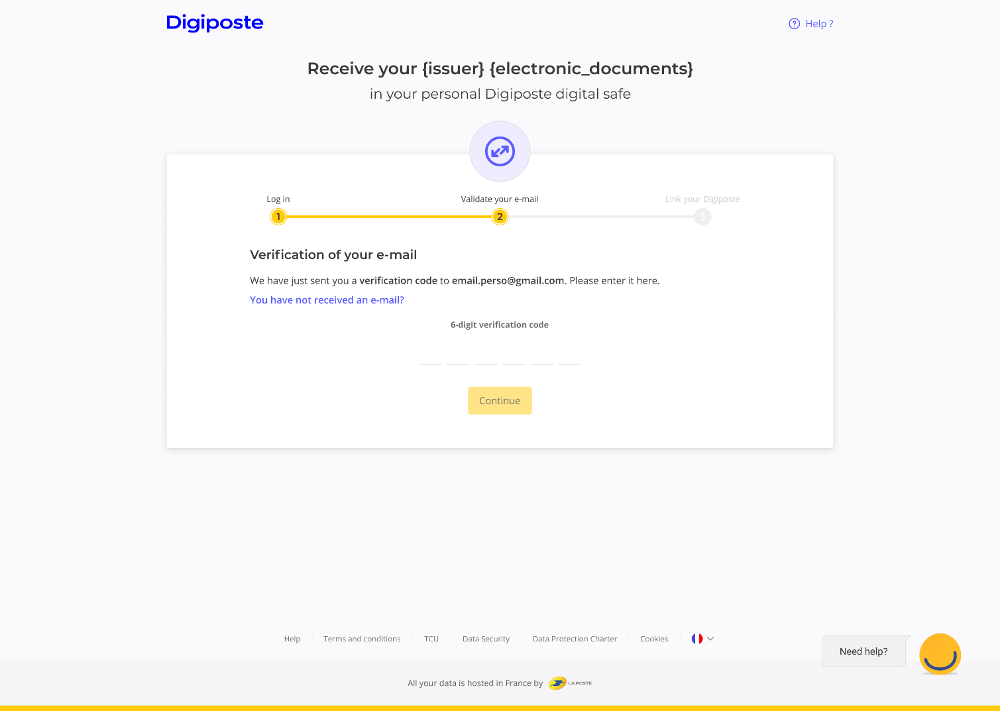 Digiposte
Help ?
Receive your {issuer} {electronic_documents}
in your personal Digiposte digital safe
Log in
Validate your e-mail
Link your Digiposte
1
2
3
Verification of your e-mail
We have just sent you a verification code to email.perso@gmail.com. Please enter it here.
You have not received an e-mail?
6-digit verification code
Continue
Help
Terms and conditions
TCU
Data Security
Data Protection Charter
Cookies
Need help?
All your data is hosted in France by
LA POSTE